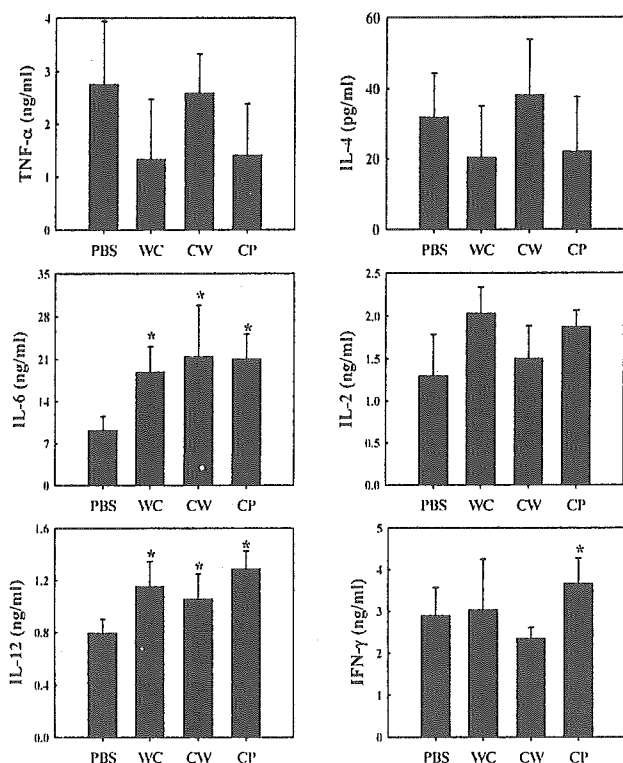 TNF-α (ng/ml)
4
3
2
1
0
PBS WC CW CP
IL-4 (pg/ml)
60
40
20
0
PBS WC CW CP
IL-6 (ng/ml)
35
28
21
14
7
0
* * *
PBS WC CW CP
IL-2 (ng/ml)
2.5
2.0
1.5
1.0
0.5
0.0
PBS WC CW CP
IL-12 (ng/ml)
1.6
1.2
0.8
0.4
0.0
* * *
PBS WC CW CP
IFN-γ (ng/ml)
5
4
3
2
1
0
*
PBS WC CW CP